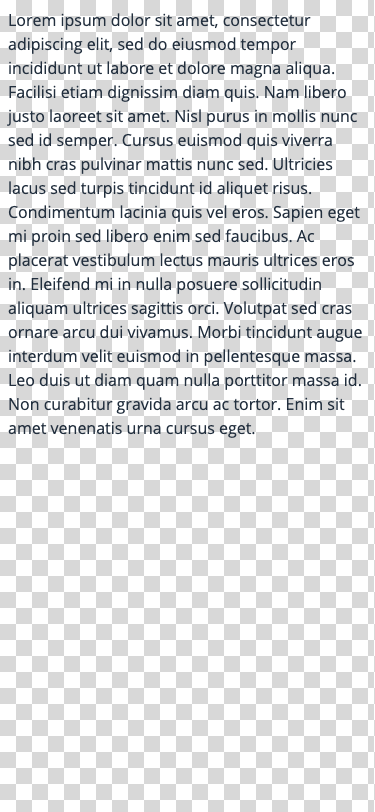 Lorem ipsum dolor sit amet, consectetur
adipiscing elit, sed do eiusmod tempor
incididunt ut labore et dolore magna aliqua.
Facilisi etiam dignissim diam quis. Nam libero
justo laoreet sit amet. Nisl purus in mollis nunc
sed id semper. Cursus euismod quis viverra
nibh cras pulvinar mattis nunc sed. Ultricies
lacus sed turpis tincidunt id aliquet risus.
Condimentum lacinia quis vel eros. Sapien eget
mi proin sed libero enim sed faucibus. Ac
placerat vestibulum lectus mauris ultrices eros
in. Eleifend mi in nulla posuere sollicitudin
aliquam ultrices sagittis orci. Volutpat sed cras
ornare arcu dui vivamus. Morbi tincidunt augue
interdum velit euismod in pellentesque massa.
Leo duis ut diam quam nulla porttitor massa id.
Non curabitur gravida arcu ac tortor. Enim sit
amet venenatis urna cursus eget.